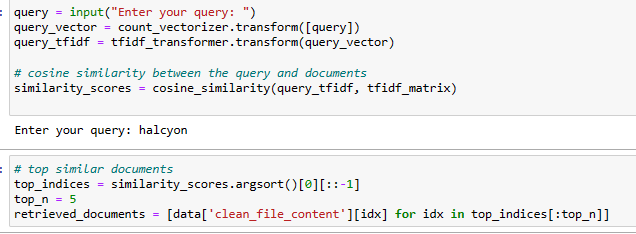 : query = input("Enter your query: ")
query_vector = count_vectorizer.transform([query])
query_tfidf = tfidf_transformer.transform(query_vector)
# cosine similarity between the query and documents
similarity_scores = cosine_similarity(query_tfidf, tfidf_matrix)
Enter your query: halcyon
: # top similar documents
top_indices = similarity_scores.argsort()[0][::-1]
top_n = 5
retrieved_documents = [data['clean_file_content'][idx] for idx in top_indices[:top_n]]